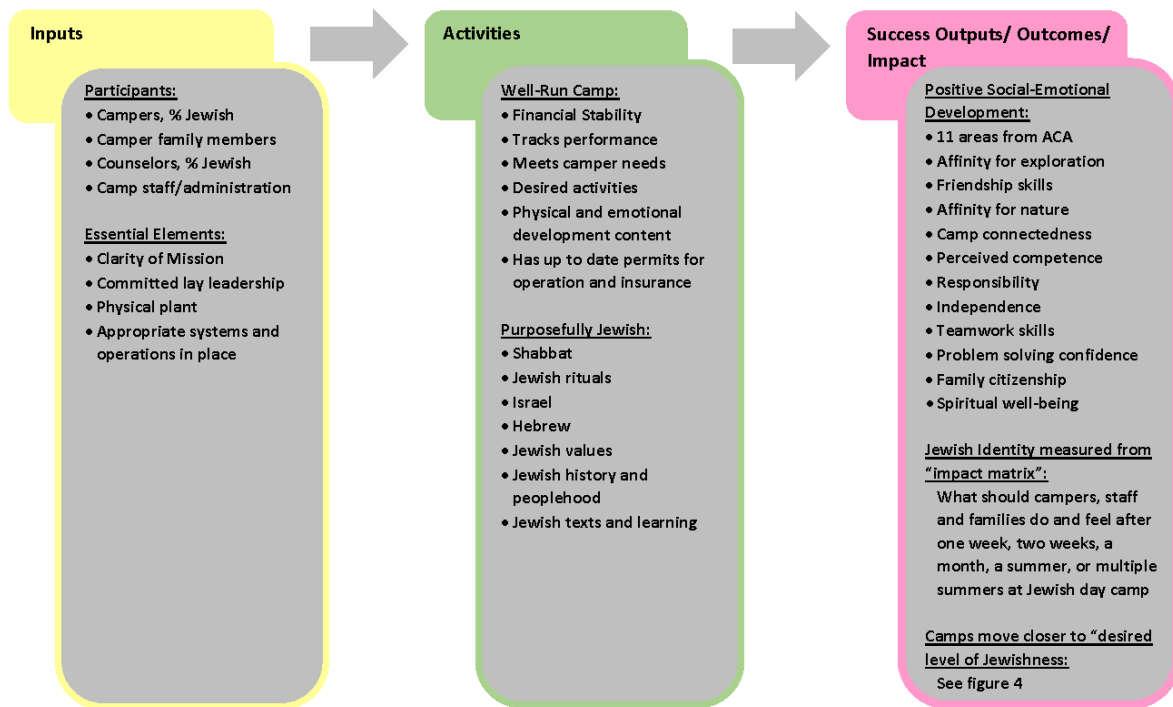 Inputs
Participants:
• Campers, % Jewish
• Camper family members
• Counselors, % Jewish
• Camp staff/administration
Essential Elements:
• Clarity of Mission
• Committed lay leadership
• Physical plant
• Appropriate systems and
operations in place
Activities
Well-Run Camp:
• Financial Stability
• Tracks performance
• Meets camper needs
• Desired activities
• Physical and emotional
development content
• Has up to date permits for
operation and insurance
Purposefully Jewish:
• Shabbat
• Jewish rituals
• Israel
• Hebrew
• Jewish values
• Jewish history and
peoplehood
• Jewish texts and learning
Success Outputs/ Outcomes/
Impact
Positive Social-Emotional
Development:
• 11 areas from ACA
• Affinity for exploration
• Friendship skills
• Affinity for nature
• Camp connectedness
• Perceived competence
• Responsibility
• Independence
• Teamwork skills
• Problem solving confidence
• Family citizenship
• Spiritual well-being
Jewish Identity measured from
“impact matrix”:
What should campers, staff
and families do and feel after
one week, two weeks, a
month, a summer, or multiple
summers at Jewish day camp
Camps move closer to “desired
level of Jewishness:
See figure 4